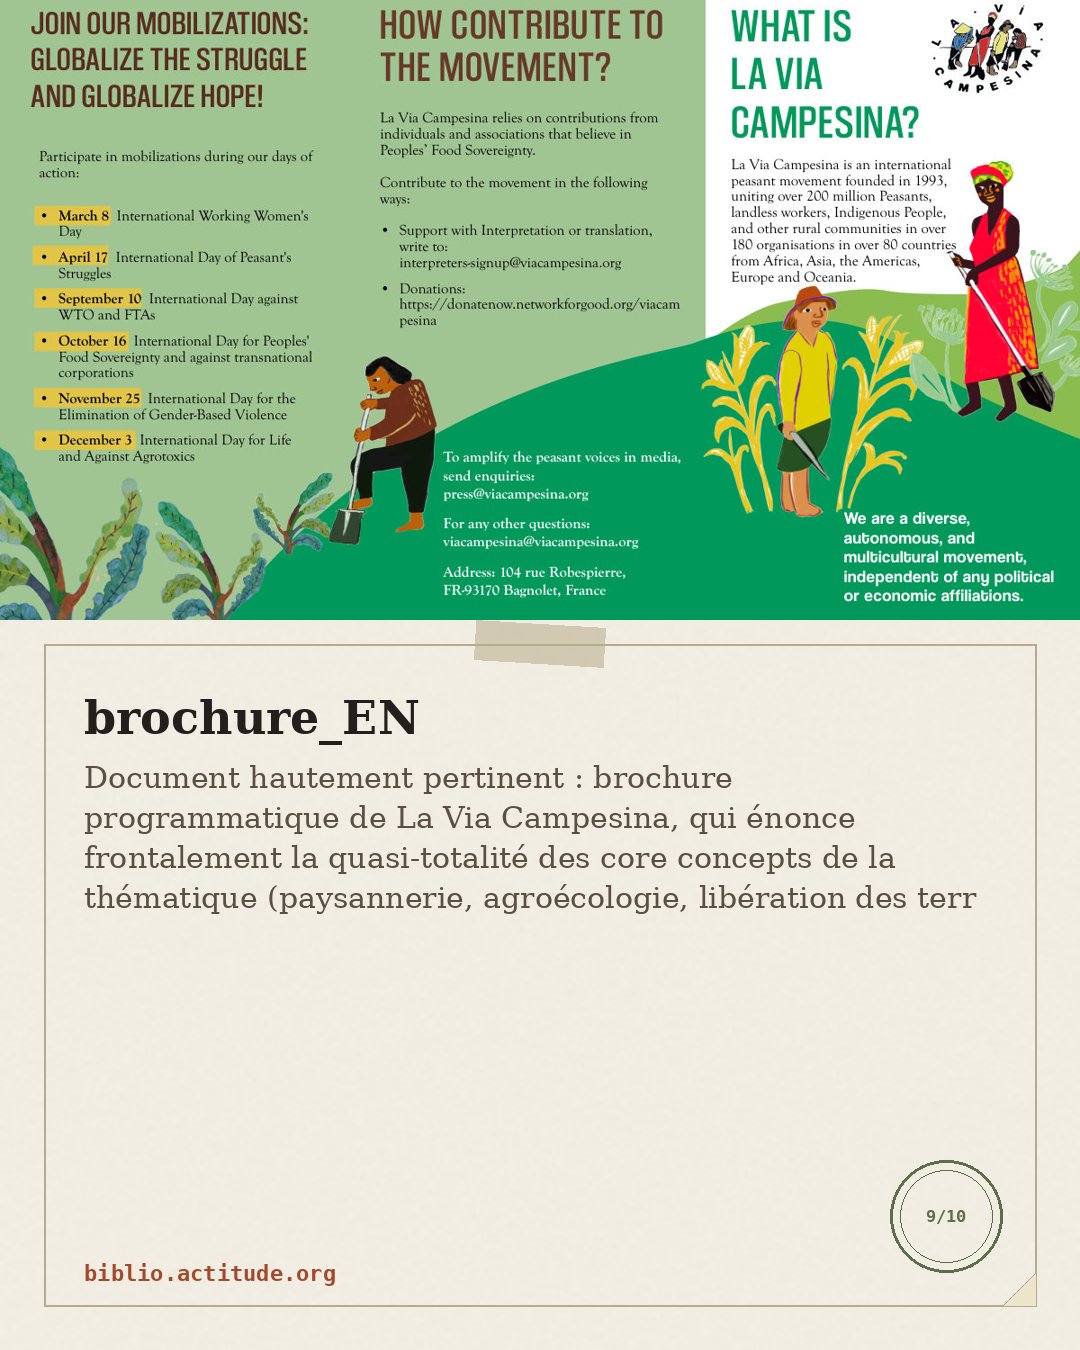 JOIN OUR MOBILIZATIONS:
GLOBALIZE THE STRUGGLE
AND GLOBALIZE HOPE!
Participate in mobilizations during our days of
action:
• March 8 International Working Women's
Day
• April 17 International Day of Peasant's
Struggles
• September 10 International Day against
WTO and FTAs
• October 16 International Day for Peoples'
Food Sovereignty and against transnational
corporations
• November 25 International Day for the
Elimination of Gender-Based Violence
• December 3 International Day for Life
and Against Agrotoxics
HOW CONTRIBUTE TO
THE MOVEMENT?
La Via Campesina relies on contributions from
individuals and associations that believe in
Peoples' Food Sovereignty.
Contribute to the movement in the following
ways:
• Support with Interpretation or translation,
write to:
interpreters-signup@viacampesina.org
• Donations:
https://donatenow.networkforgood.org/viacam
pesina
To amplify the peasant voices in media,
send enquiries:
press@viacampesina.org
For any other questions:
viacampesina@viacampesina.org
Address: 104 rue Robespierre,
FR-93170 Bagnolet, France
WHAT IS
LA VIA
CAMPESINA?
LA VÍA CAMPESINA
La Via Campesina is an international
peasant movement founded in 1993,
uniting over 200 million Peasants,
landless workers, Indigenous People,
and other rural communities in over
180 organisations in over 80 countries
from Africa, Asia, the Americas,
Europe and Oceania.
We are a diverse,
autonomous, and
multicultural movement,
independent of any political
or economic affiliations.
brochure_EN
Document hautement pertinent : brochure
programmatique de La Via Campesina, qui énonce
frontalement la quasi-totalité des core concepts de la
thématique (paysannerie, agroécologie, libération des terr
9/10
biblio.actitude.org